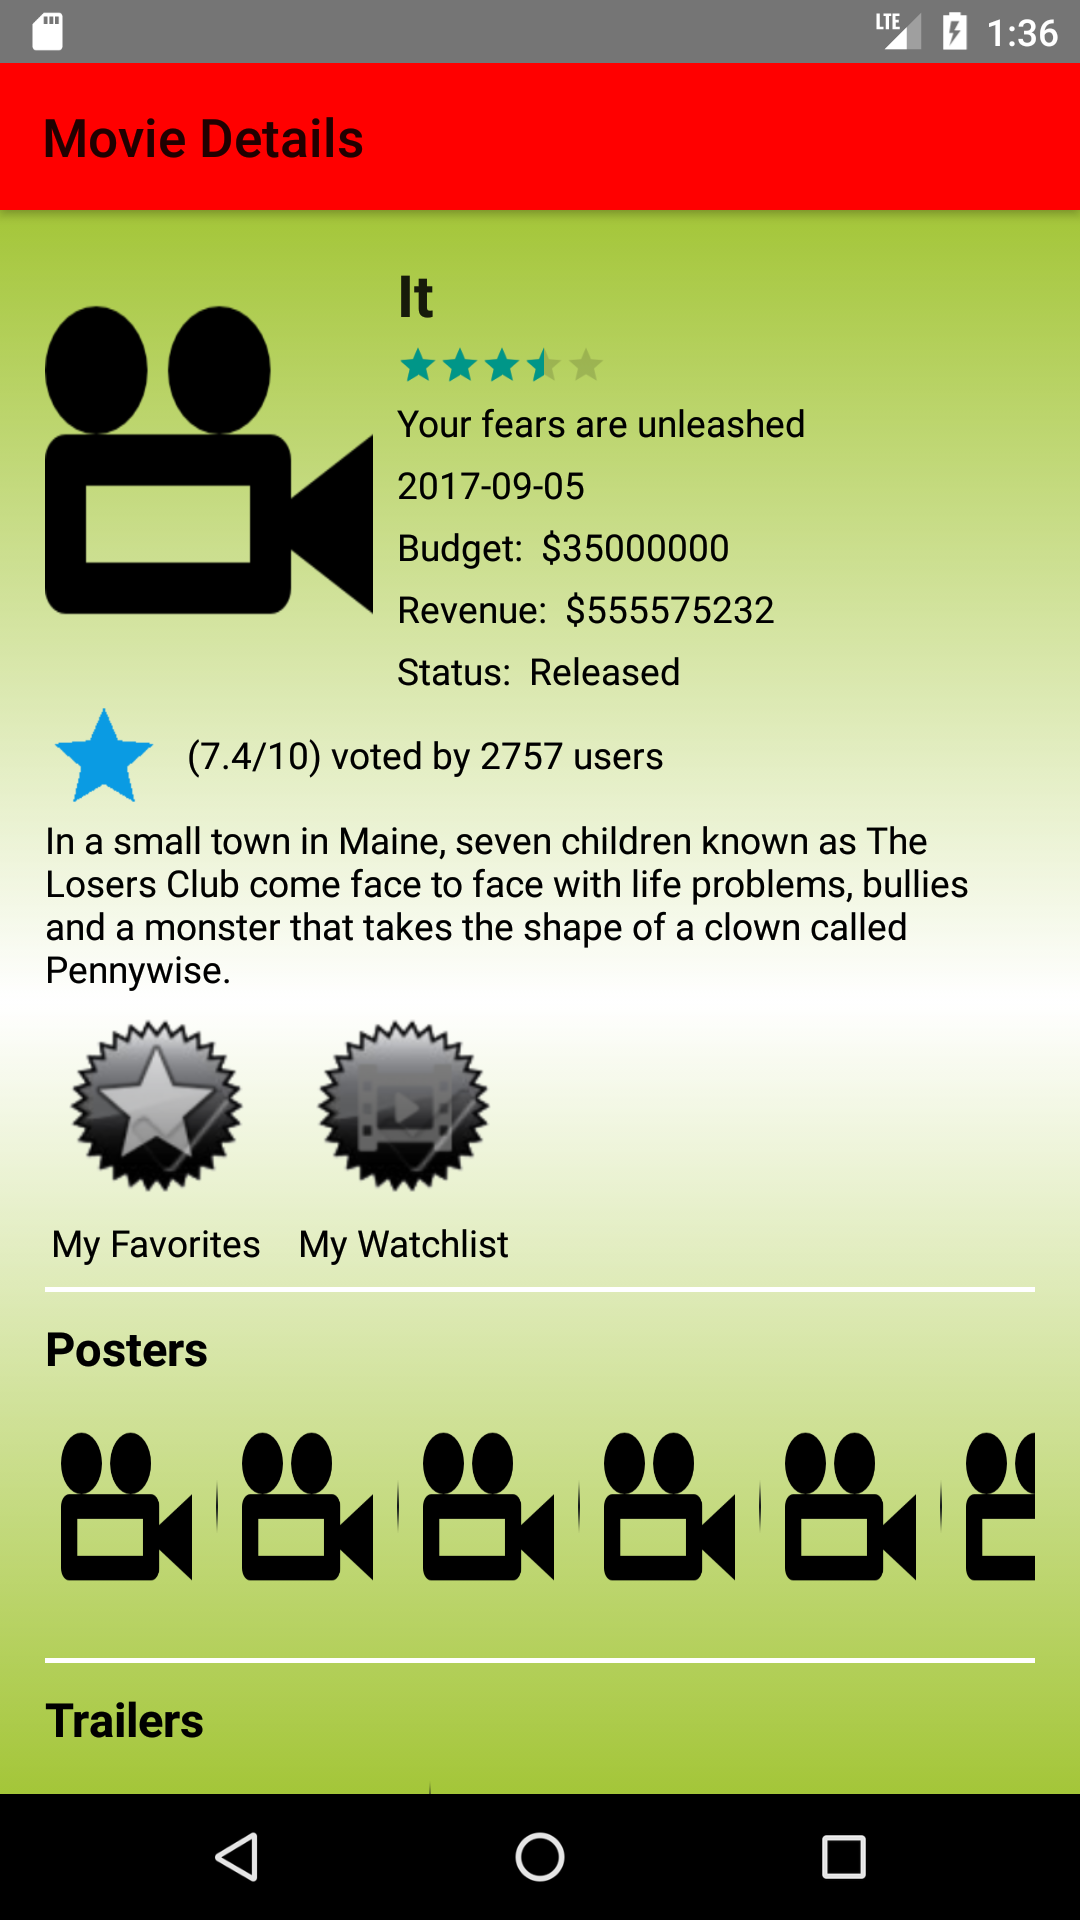 LTE 1:36
Movie Details
It
Your fears are unleashed
2017-09-05
Budget: $35000000
Revenue: $555575232
Status: Released
(7.4/10) voted by 2757 users
In a small town in Maine, seven children known as The
Losers Club come face to face with life problems, bullies
and a monster that takes the shape of a clown called
Pennywise.
My Favorites My Watchlist
Posters
Trailers